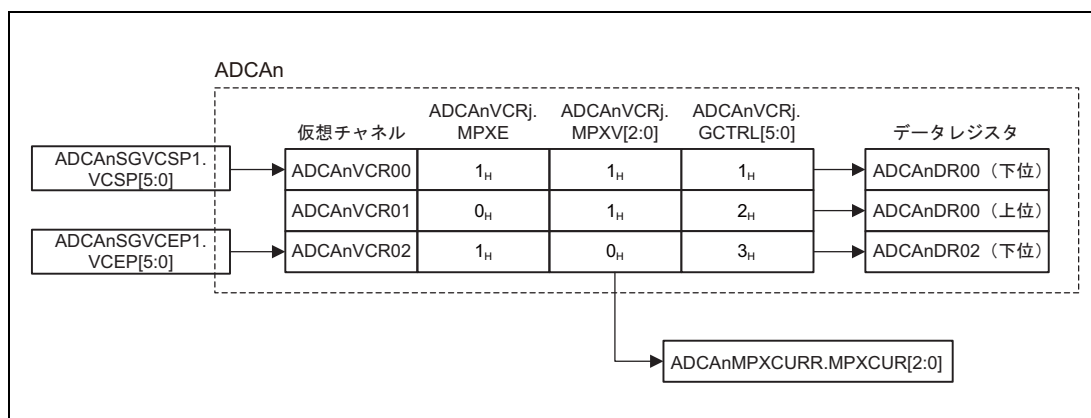 ADCAn
仮想チャネル
ADCAnVCRj.
MPXE
ADCAnVCRj.
MPXV[2:0]
ADCAnVCRj.
GCTRL[5:0]
データレジスタ
ADCAnSGVCSP1.
VCSP[5:0]
ADCAnVCR00 1H 1H 1H ADCAnDR00（下位）
ADCAnVCR01 0H 1H 2H ADCAnDR00（上位）
ADCAnSGVCEP1.
VCEP[5:0]
ADCAnVCR02 1H 0H 3H ADCAnDR02（下位）
ADCAnMPXCURR.MPXCUR[2:0]